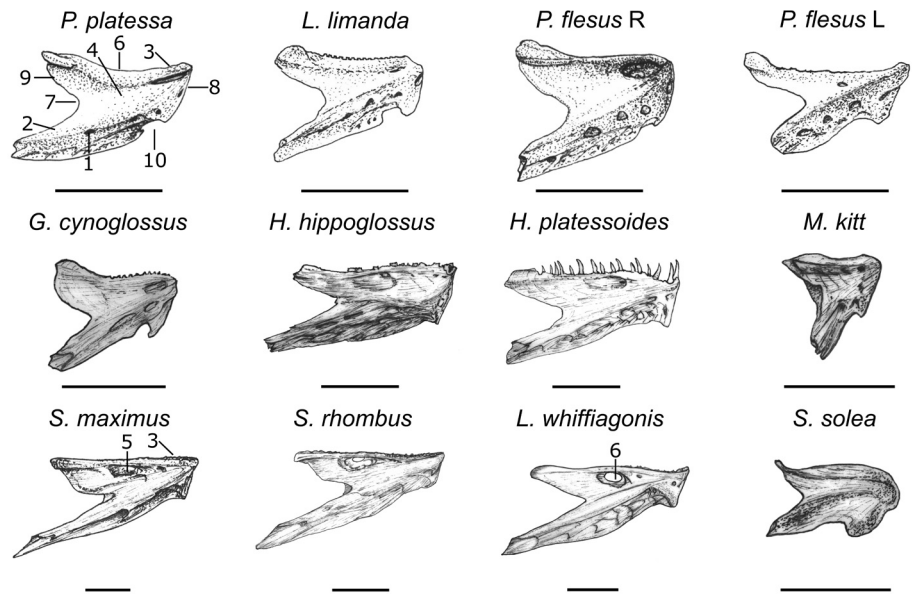 P. platessa
L. limanda
P. flesus R
P. flesus L
4 6 3
9
8
7
2
1 10
G. cynoglossus
H. hippoglossus
H. platessoides
M. kitt
S. maximus
S. rhombus
L. whiffiagonis
S. solea
5 3
6